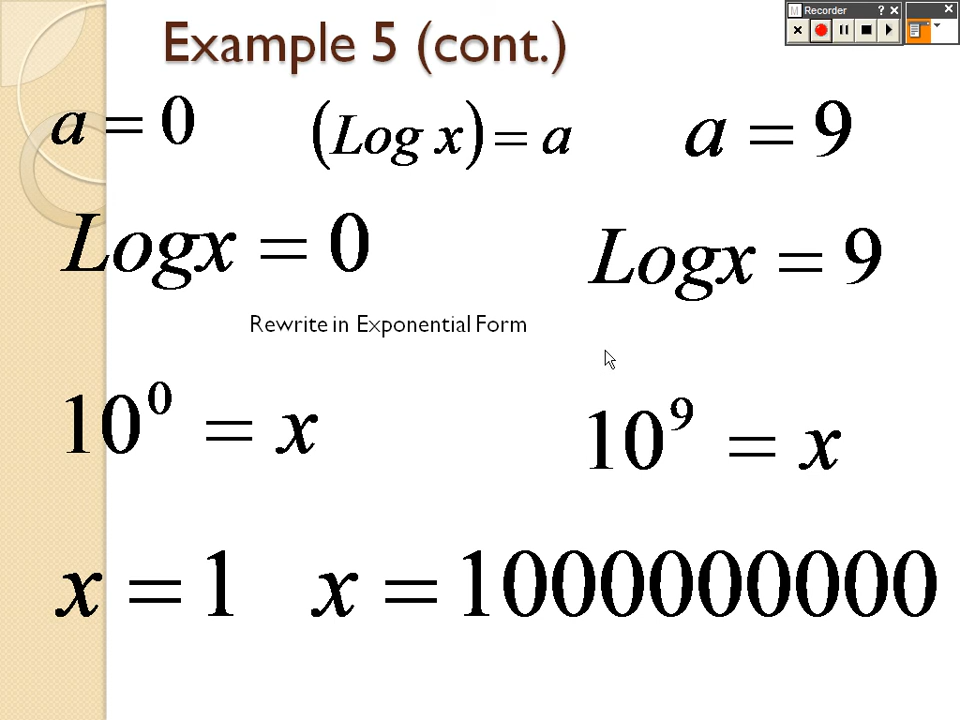 Recorder
Example 5 (cont.)
a = 0
(Log x) = a
a = 9
Logx = 0
Logx = 9
Rewrite in Exponential Form
10⁰ = x
10⁹ = x
x = 1
x = 1000000000